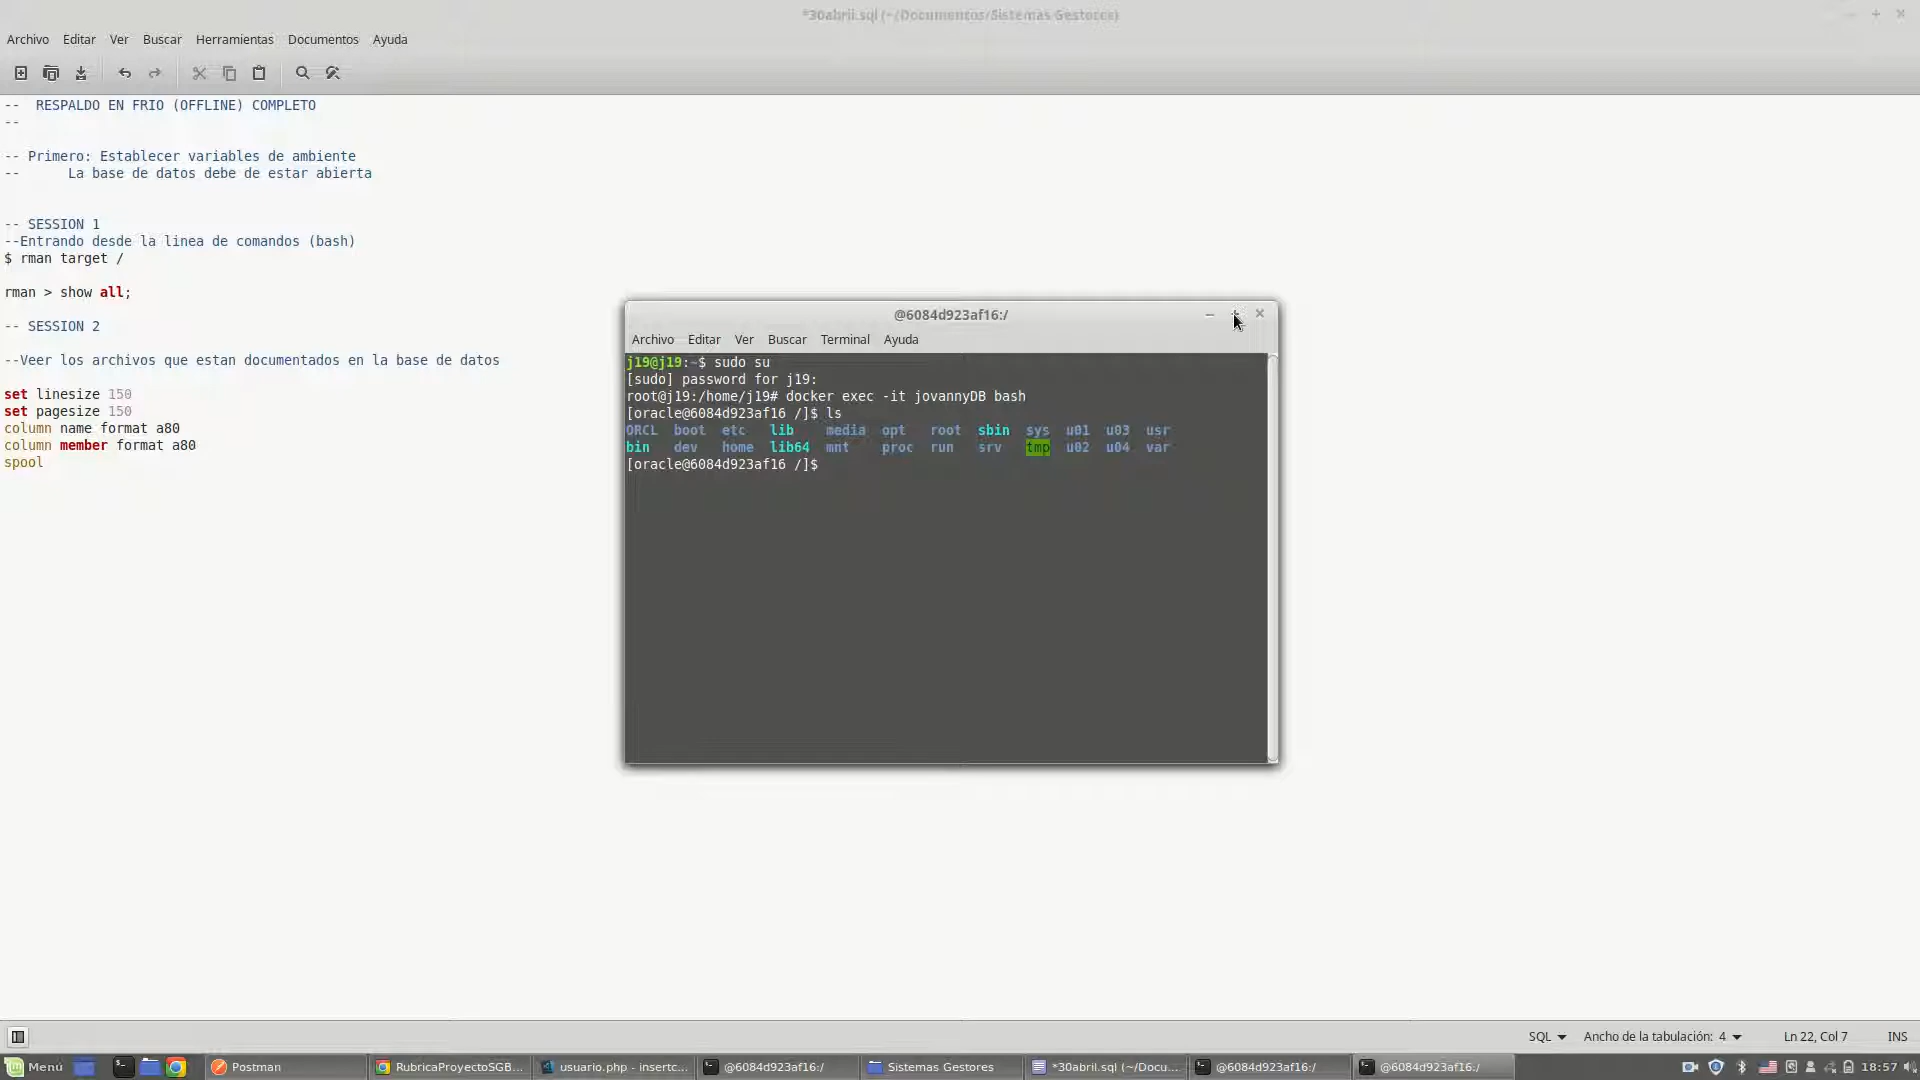 *30abril.sql (~/Documentos/Sistemas Gestores)
Archivo Editar Ver Buscar Herramientas Documentos Ayuda
--  RESPALDO EN FRIO (OFFLINE) COMPLETO
--
-- Primero: Establecer variables de ambiente
--      La base de datos debe de estar abierta
-- SESSION 1
--Entrando desde la linea de comandos (bash)
$ rman target /
rman > show all;
-- SESSION 2
--Veer los archivos que estan documentados en la base de datos
set linesize 150
set pagesize 150
column name format a80
column member format a80
spool
@6084d923af16:/
Archivo Editar Ver Buscar Terminal Ayuda
j19@j19:~$ sudo su
[sudo] password for j19:
root@j19:/home/j19# docker exec -it jovannyDB bash
[oracle@6084d923af16 /]$ ls
ORCL  boot  etc   lib    media  opt   root  sbin  sys  u01  u03  usr
bin   dev   home  lib64  mnt    proc  run   srv   tmp  u02  u04  var
[oracle@6084d923af16 /]$
SQL Ancho de la tabulación: 4 Ln 22, Col 7 INS
Menú Postman RubricaProyectoSGB... usuario.php - insertc... @6084d923af16:/ Sistemas Gestores *30abril.sql (~/Docu... @6084d923af16:/ @6084d923af16:/ 18:57